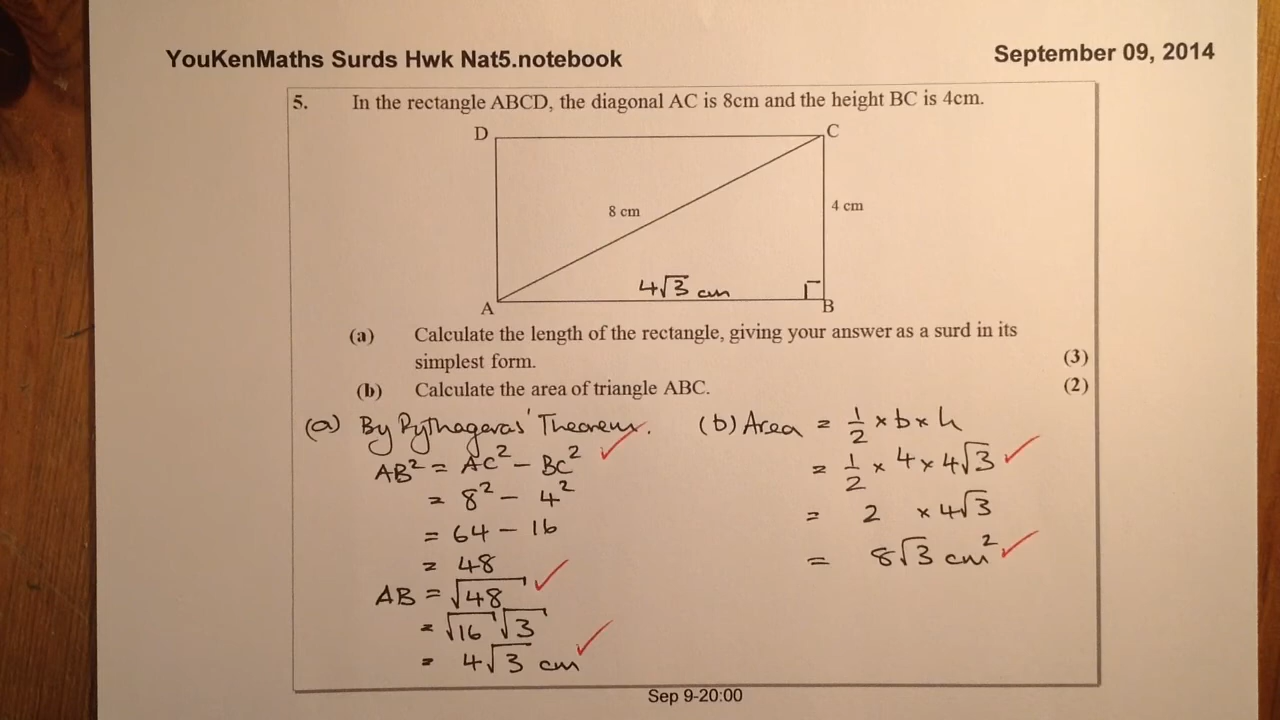 YouKenMaths Surds Hwk Nat5.notebook
September 09, 2014
5. In the rectangle ABCD, the diagonal AC is 8cm and the height BC is 4cm.
D
C
8 cm
4 cm
4√3 cm
A
B
(a) Calculate the length of the rectangle, giving your answer as a surd in its
simplest form.
(3)
(b) Calculate the area of triangle ABC.
(2)
(a) By Pythagoras' Theorem.
AB² = AC² - BC²
= 8² - 4²
= 64 - 16
= 48
AB = √48
= √16 √3
= 4√3 cm
(b) Area = 1/2 × b × h
= 1/2 × 4 × 4√3
= 2 × 4√3
= 8√3 cm²
Sep 9-20:00